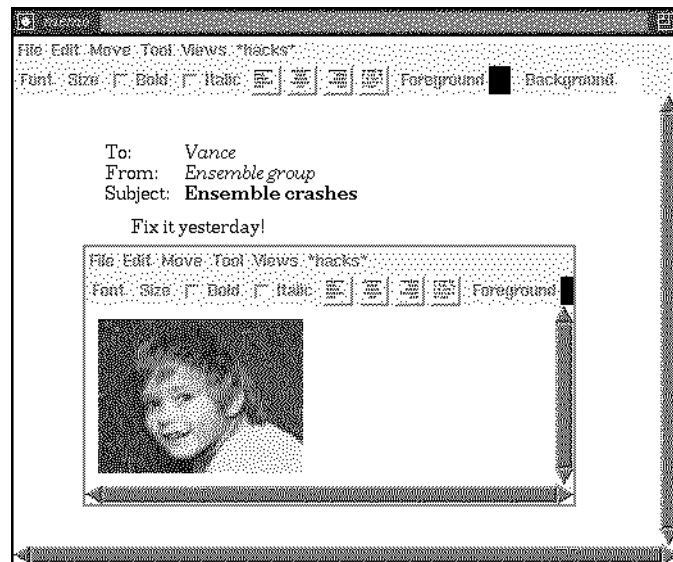 File Edit Move Tool Views *hacks*
Font Size Bold Italic Foreground Background
To: Vance
From: Ensemble group
Subject: Ensemble crashes
Fix it yesterday!
File Edit Move Tool Views *hacks*
Font Size Bold Italic Foreground